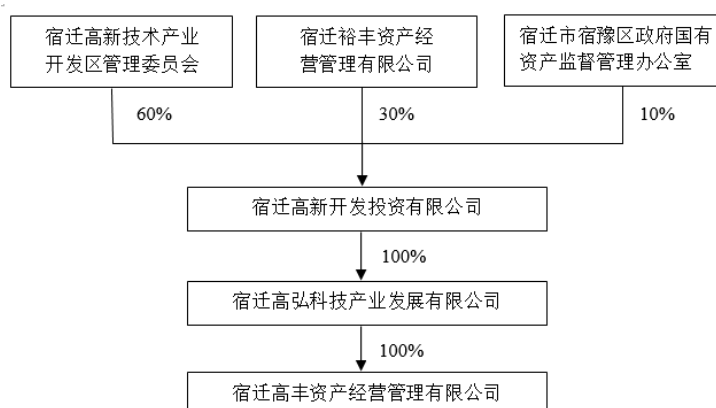 宿迁高新技术产业
开发区管理委员会
宿迁裕丰资产经
营管理有限公司
宿迁市宿豫区政府国有
资产监督管理办公室
60%
30%
10%
宿迁高新开发投资有限公司
100%
宿迁高弘科技产业发展有限公司
100%
宿迁高丰资产经营管理有限公司